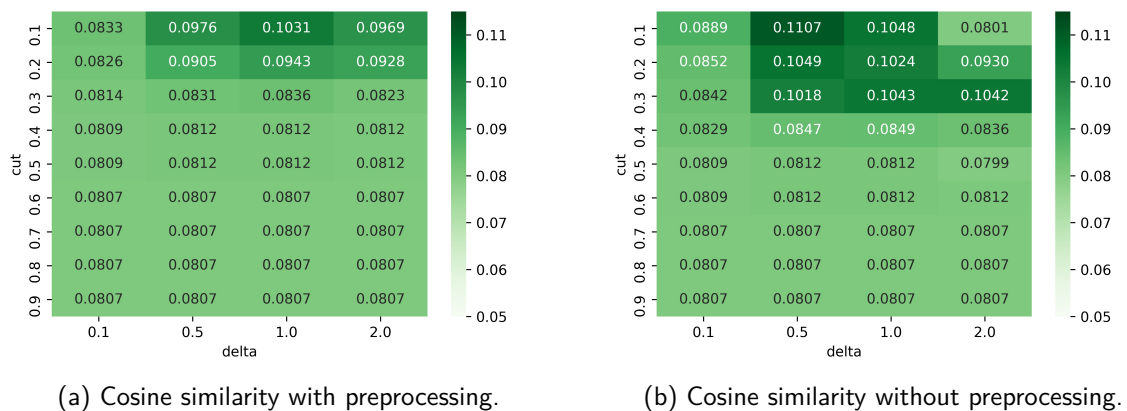 0.1 0.0833 0.0976 0.1031 0.0969
0.2 0.0826 0.0905 0.0943 0.0928
0.3 0.0814 0.0831 0.0836 0.0823
0.4 0.0809 0.0812 0.0812 0.0812
0.5 0.0809 0.0812 0.0812 0.0812
0.6 0.0807 0.0807 0.0807 0.0807
0.7 0.0807 0.0807 0.0807 0.0807
0.8 0.0807 0.0807 0.0807 0.0807
0.9 0.0807 0.0807 0.0807 0.0807
cut
0.1 0.5 1.0 2.0
delta
0.11
0.10
0.09
0.08
0.07
0.06
0.05
(a) Cosine similarity with preprocessing.
0.1 0.0889 0.1107 0.1048 0.0801
0.2 0.0852 0.1049 0.1024 0.0930
0.3 0.0842 0.1018 0.1043 0.1042
0.4 0.0829 0.0847 0.0849 0.0836
0.5 0.0809 0.0812 0.0812 0.0799
0.6 0.0809 0.0812 0.0812 0.0812
0.7 0.0807 0.0807 0.0807 0.0807
0.8 0.0807 0.0807 0.0807 0.0807
0.9 0.0807 0.0807 0.0807 0.0807
cut
0.1 0.5 1.0 2.0
delta
0.11
0.10
0.09
0.08
0.07
0.06
0.05
(b) Cosine similarity without preprocessing.